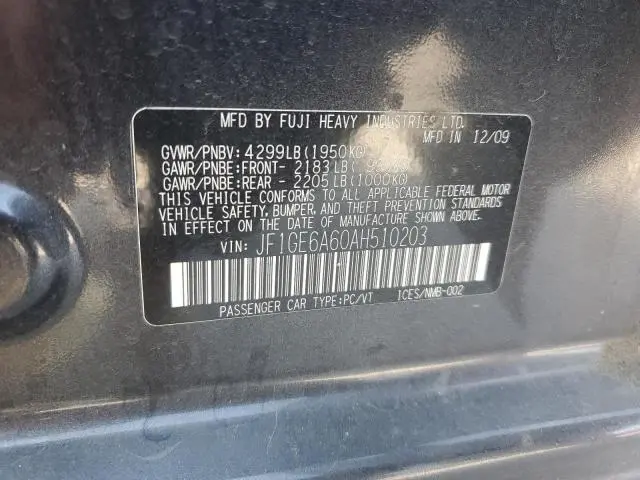 MFD BY FUJI HEAVY INDUSTRIES LTD.
MFD IN 12/09
GVWR/PNBV: 4299LB(1950KG)
GAWR/PNBE:FRONT- 2183LB(
GAWR/PNBE:REAR - 2205LB(1000KG)
THIS VEHICLE CONFORMS TO ALL APPLICABLE FEDERAL MOTOR
VEHICLE SAFETY, BUMPER, AND THEFT PREVENTION STANDARDS
IN EFFECT ON THE DATE OF MANUFACTURE SHOWN ABOVE.
VIN: JF1GE6A60AH510203
PASSENGER CAR TYPE:PC/VT ICES/NMB-002